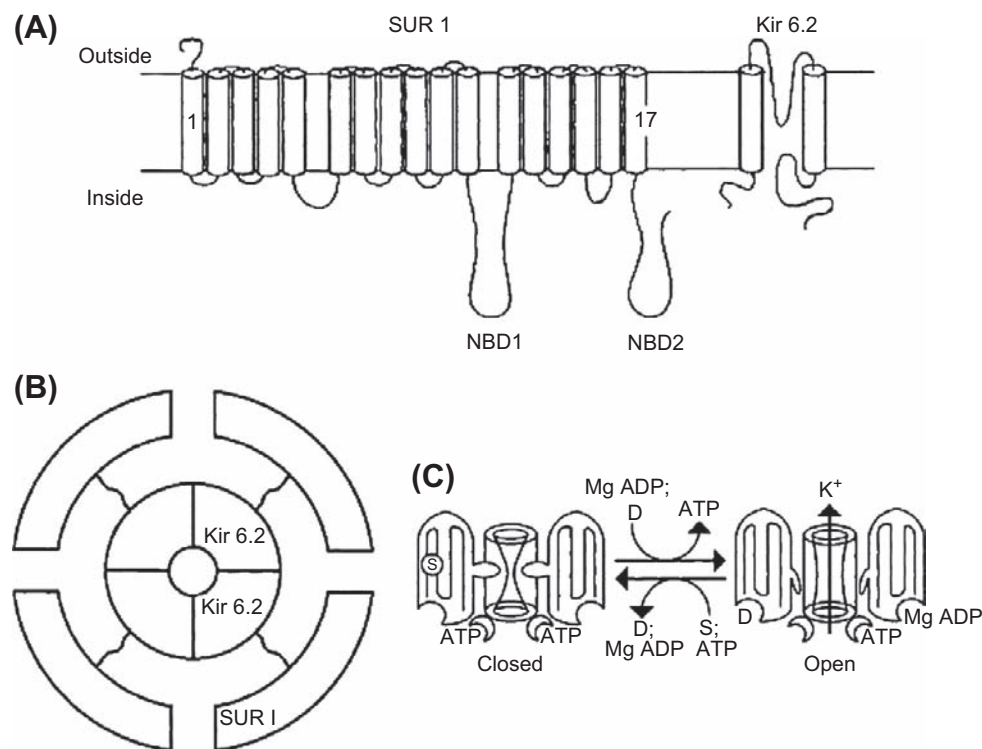 (A)
SUR 1
Kir 6.2
Outside
1
17
Inside
NBD1
NBD2
(B)
Kir 6.2
Kir 6.2
SUR I
(C)
Mg ADP;
D
ATP
K+
S
D
ATP
ATP
D;
Mg ADP
S;
ATP
ATP
Mg ADP
Closed
Open